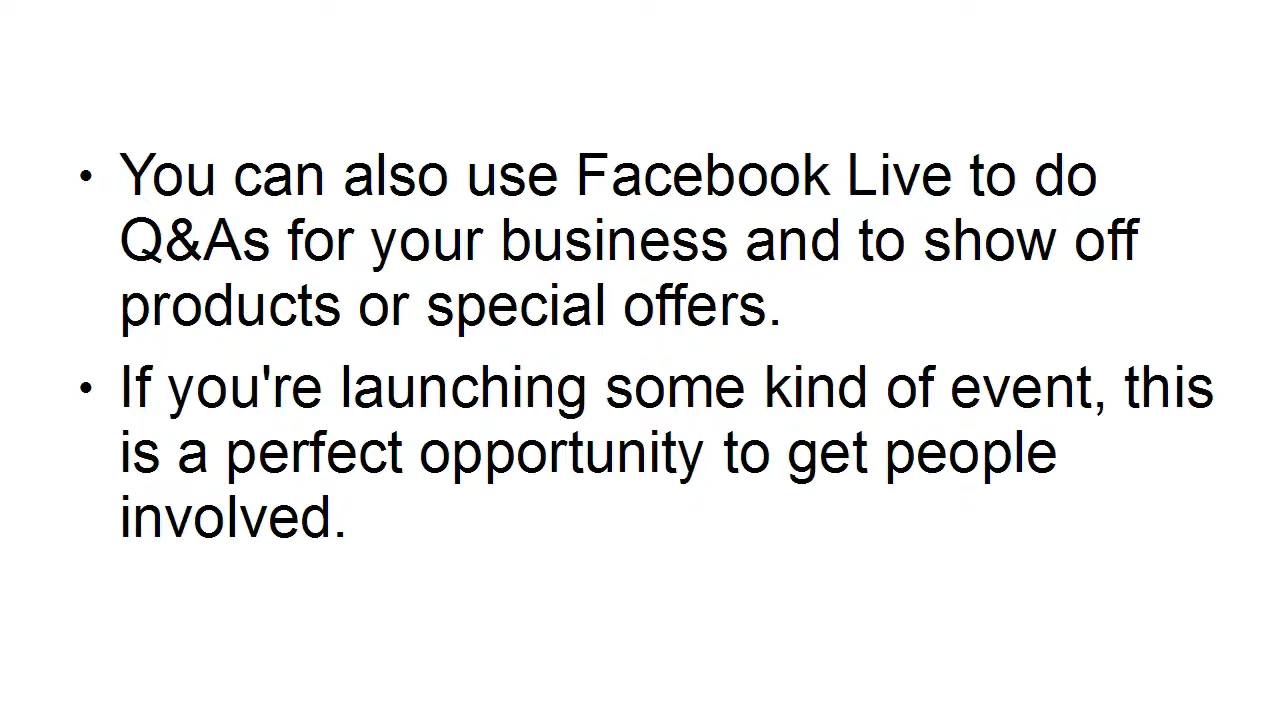 • You can also use Facebook Live to do
Q&As for your business and to show off
products or special offers.
• If you're launching some kind of event, this
is a perfect opportunity to get people
involved.